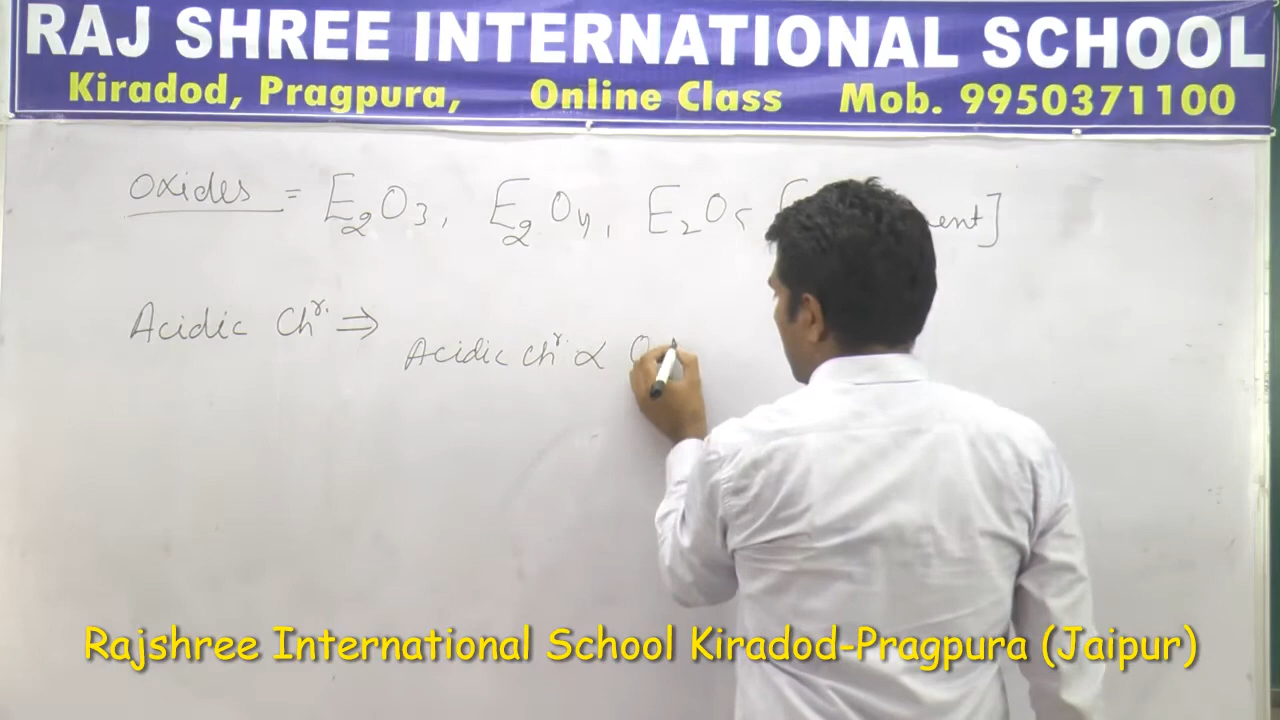 RAJ SHREE INTERNATIONAL SCHOOL
Kiradod, Pragpura, Online Class Mob. 9950371100
Oxides = E2O3, E2O4, E2O5 [ ent]
Acidic Chr. ⇒
Acidic Chr ∝ O
Rajshree International School Kiradod-Pragpura (Jaipur)